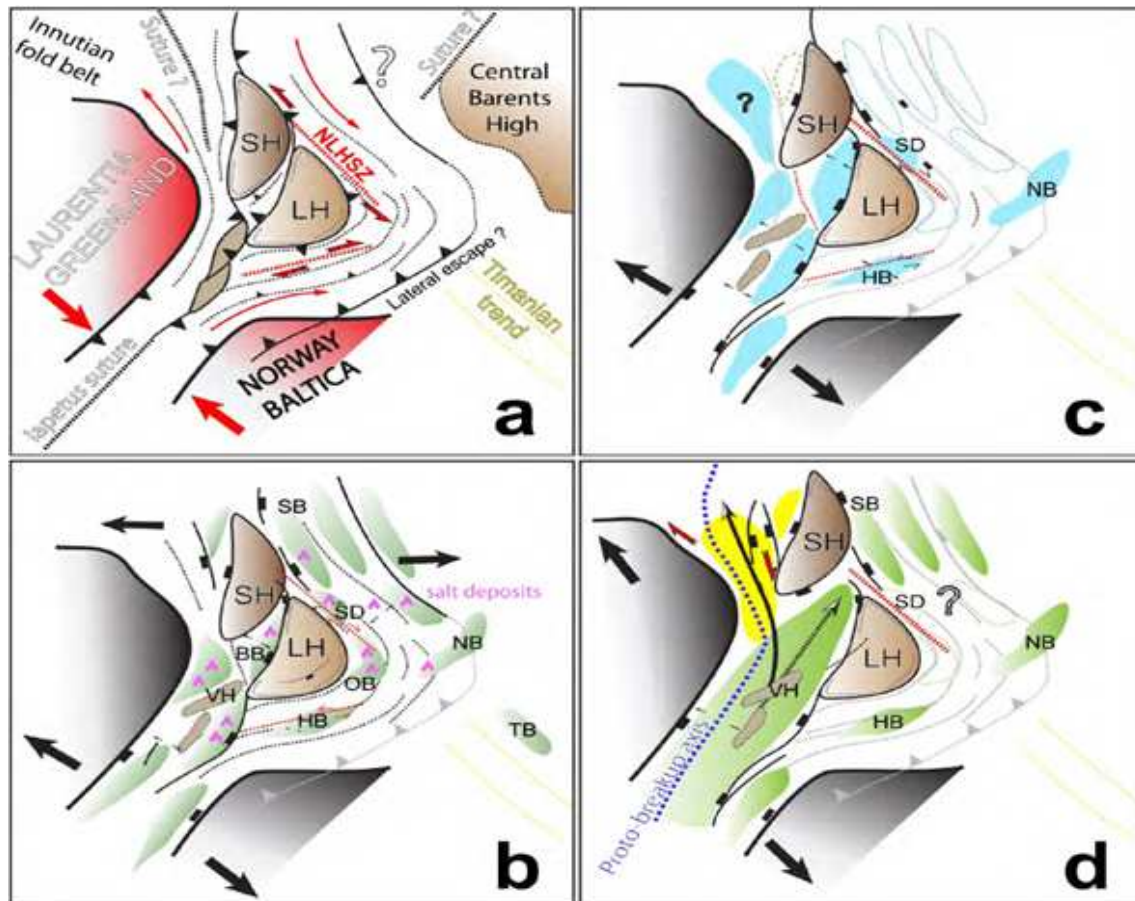 Innutian
fold belt
Suture ?
?
Suture ?
Central
Barents
High
SH
NLHSZ
LH
LAURENTIA
GREENLAND
Lateral escape ?
Timanian
trend
NORWAY
BALTICA
Iapetus suture
a
?
SH
SD
NB
LH
HB
c
SB
SH
salt deposits
SD
BB
LH
NB
VH
OB
HB
TB
b
SB
SH
SD
?
NB
LH
VH
HB
Proto-breakup axis
d